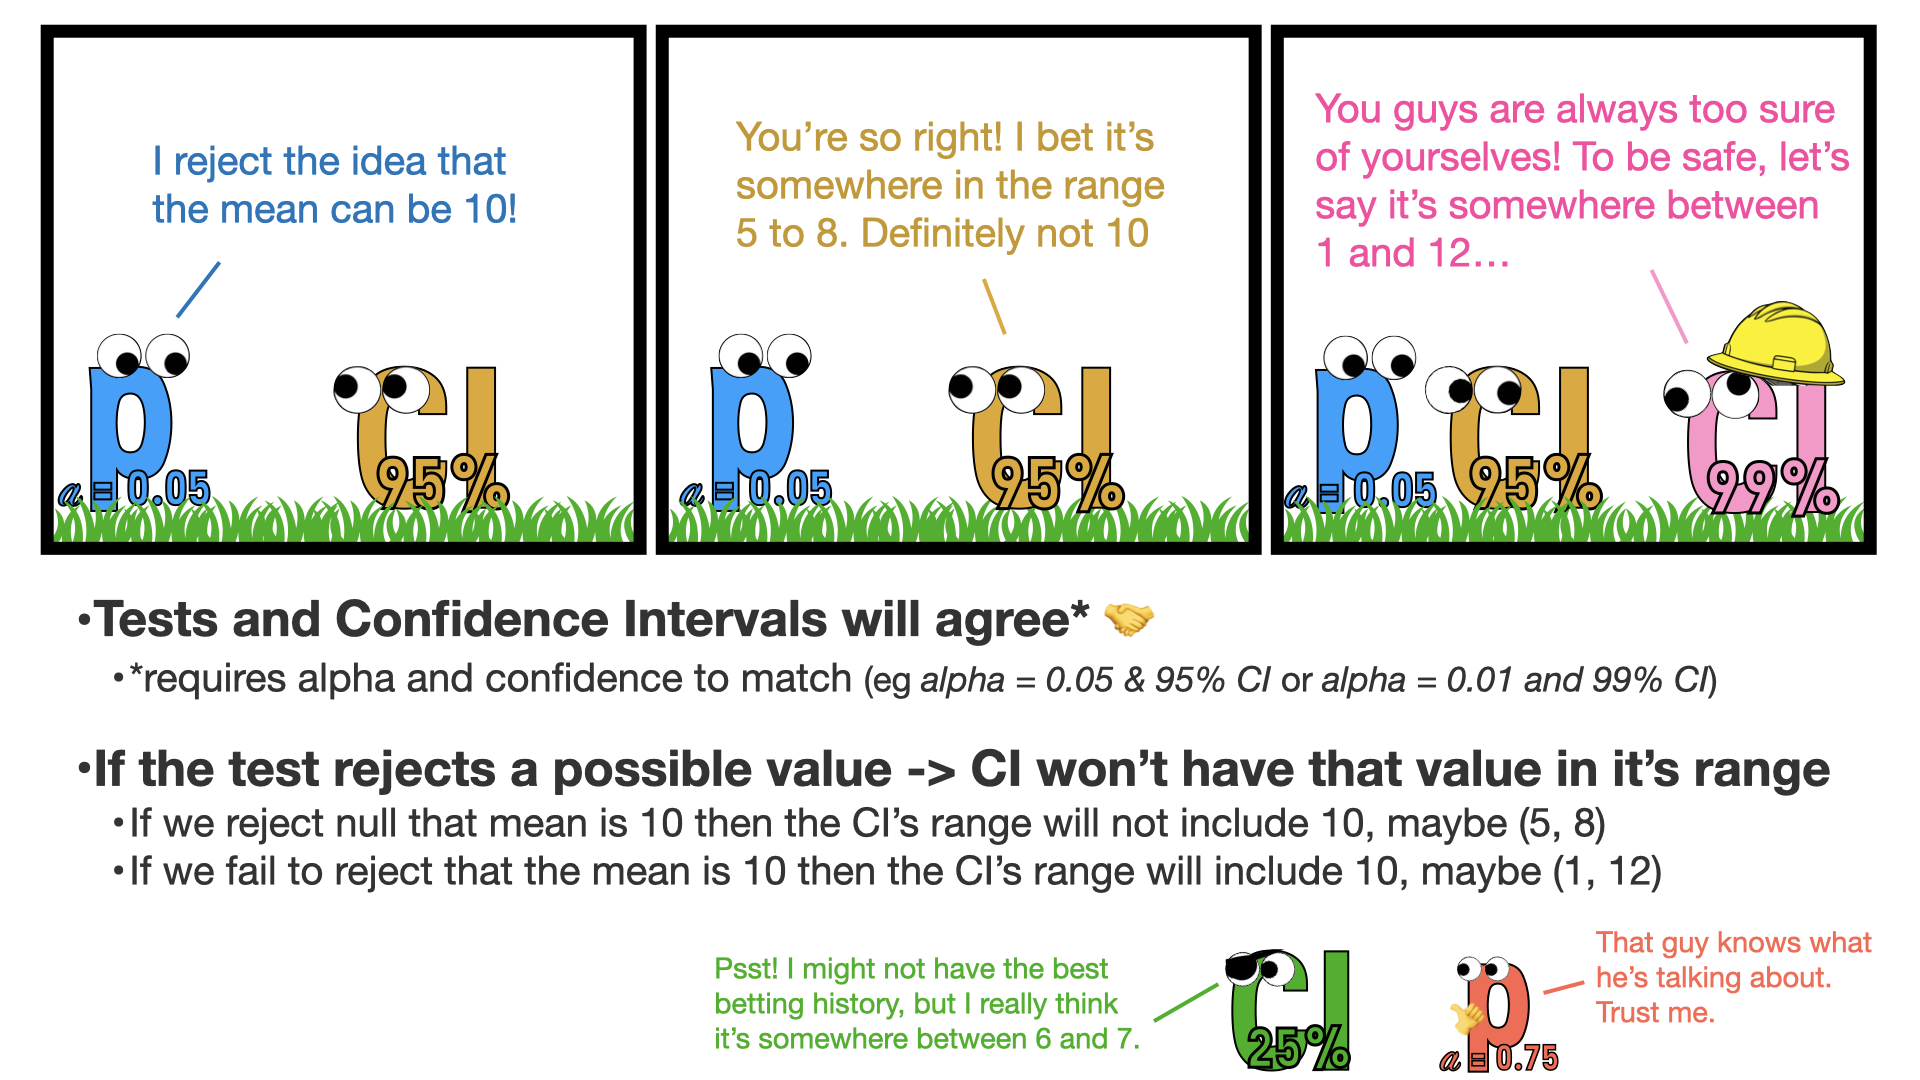 I reject the idea that
the mean can be 10!
p
a = 0.05
CI
95%
You’re so right! I bet it’s
somewhere in the range
5 to 8. Definitely not 10
p
a = 0.05
CI
95%
You guys are always too sure
of yourselves! To be safe, let’s
say it’s somewhere between
1 and 12…
p
a = 0.05
CI
95%
CI
99%
•Tests and Confidence Intervals will agree* 🤝
•*requires alpha and confidence to match (eg alpha = 0.05 & 95% CI or alpha = 0.01 and 99% CI)
•If the test rejects a possible value -> CI won’t have that value in it’s range
•If we reject null that mean is 10 then the CI’s range will not include 10, maybe (5, 8)
•If we fail to reject that the mean is 10 then the CI’s range will include 10, maybe (1, 12)
Psst! I might not have the best
betting history, but I really think
it’s somewhere between 6 and 7.
CI
25%
p
a = 0.75
That guy knows what
he’s talking about.
Trust me.